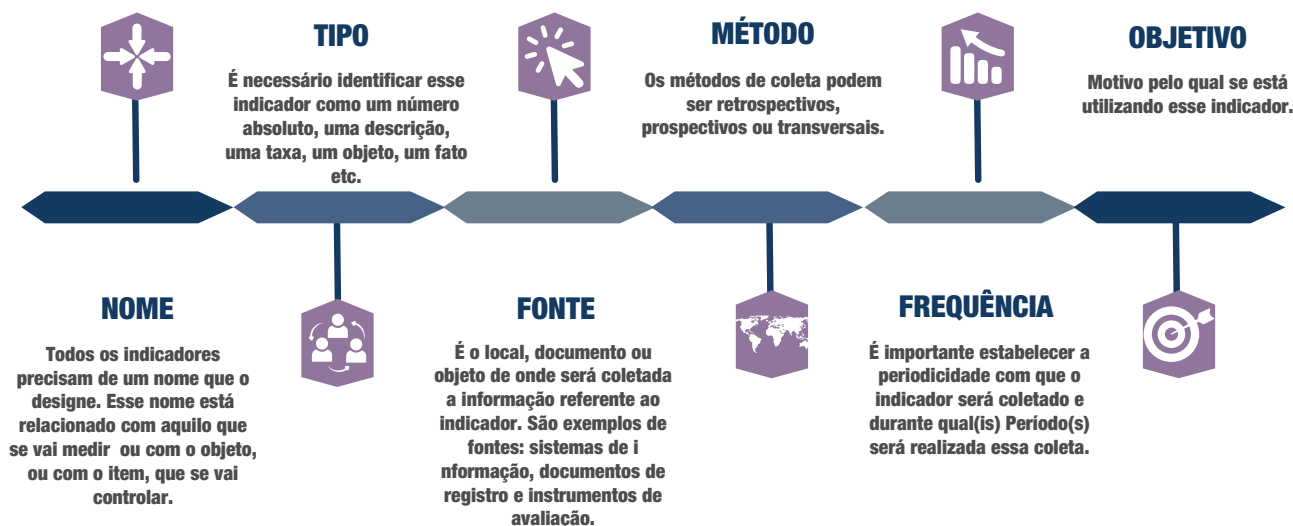 NOME
Todos os indicadores
precisam de um nome que o
designe. Esse nome está
relacionado com aquilo que
se vai medir ou com o objeto,
ou com o item, que se vai
controlar.
TIPO
É necessário identificar esse
indicador como um número
absoluto, uma descrição,
uma taxa, um objeto, um fato
etc.
FONTE
É o local, documento ou
objeto de onde será coletada
a informação referente ao
indicador. São exemplos de
fontes: sistemas de i
nformação, documentos de
registro e instrumentos de
avaliação.
MÉTODO
Os métodos de coleta podem
ser retrospectivos,
prospectivos ou transversais.
FREQUÊNCIA
É importante estabelecer a
periodicidade com que o
indicador será coletado e
durante qual(is) Período(s)
será realizada essa coleta.
OBJETIVO
Motivo pelo qual se está
utilizando esse indicador.